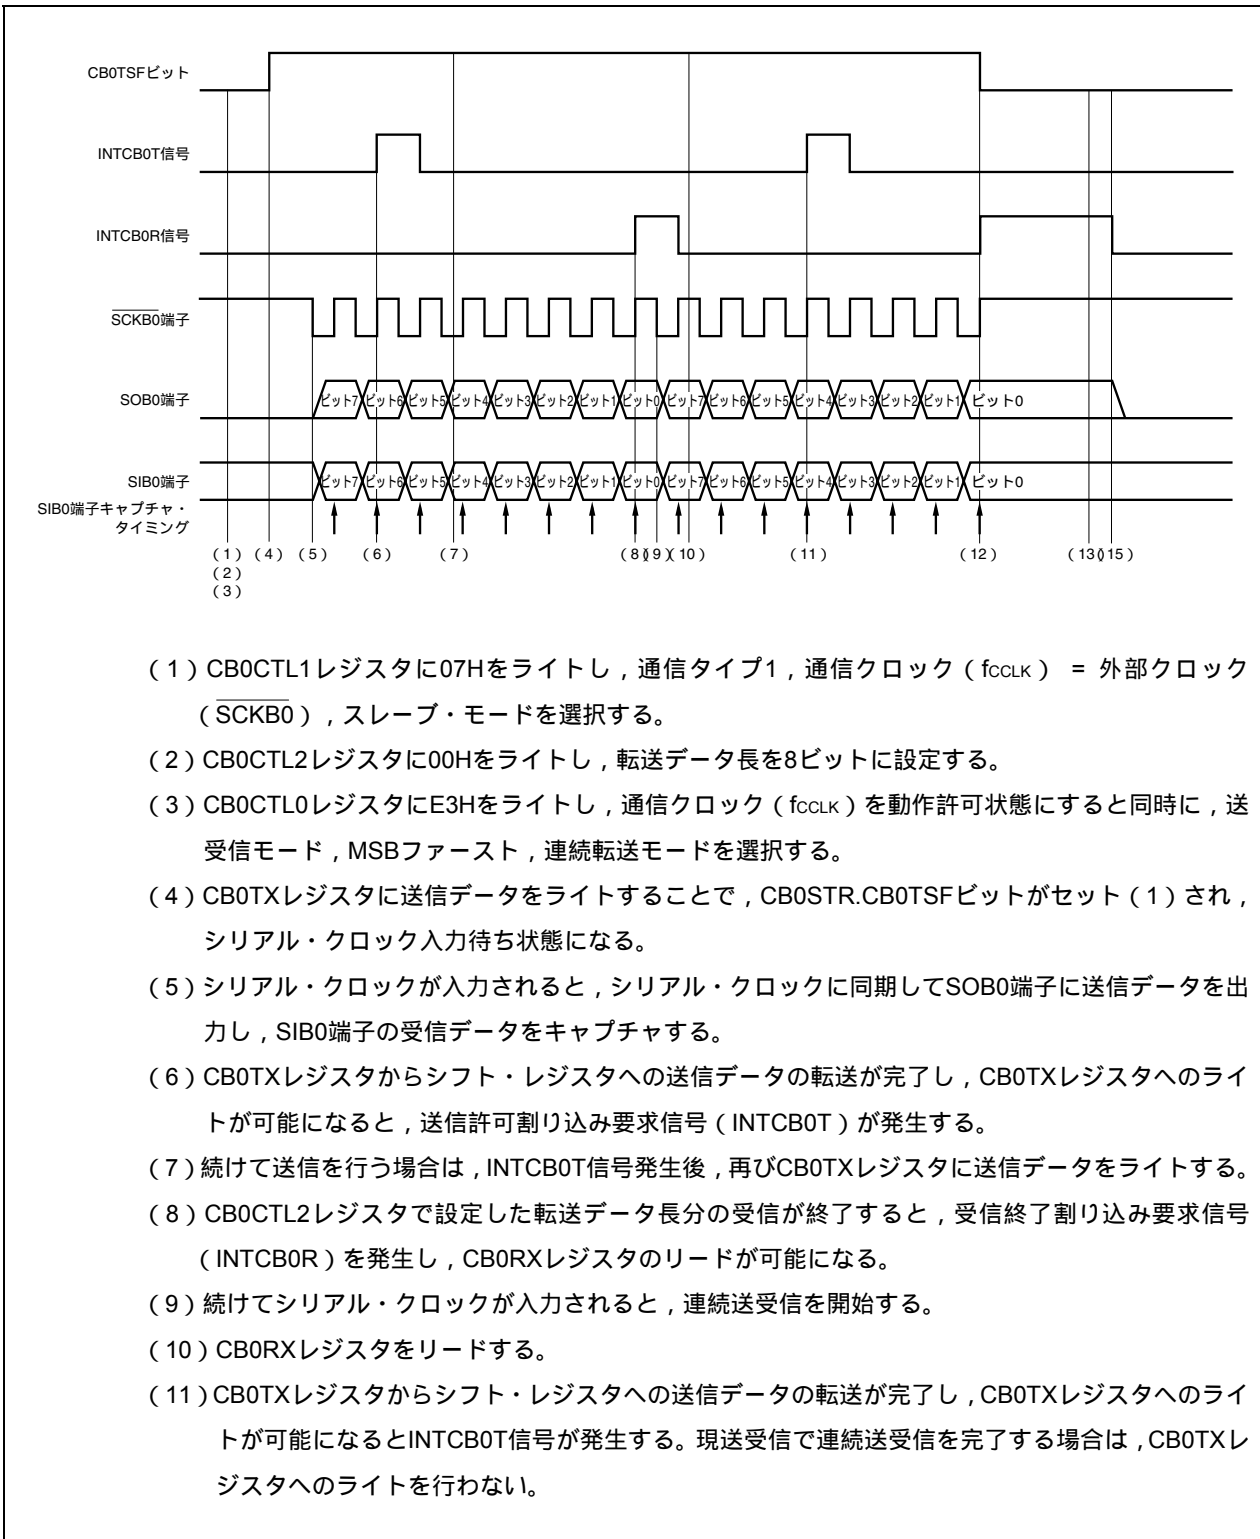 CB0TSFビット
INTCB0T信号
INTCB0R信号
SCKB0端子
SOB0端子
ビット7 ビット6 ビット5 ビット4 ビット3 ビット2 ビット1 ビット0 ビット7 ビット6 ビット5 ビット4 ビット3 ビット2 ビット1 ビット0
SIB0端子
ビット7 ビット6 ビット5 ビット4 ビット3 ビット2 ビット1 ビット0 ビット7 ビット6 ビット5 ビット4 ビット3 ビット2 ビット1 ビット0
SIB0端子キャプチャ・
タイミング
(1) (4) (5) (6) (7) (8)(9)(10) (11) (12) (13)(15)
(2)
(3)
(1)CB0CTL1レジスタに07Hをライトし,通信タイプ1,通信クロック(fCCLK) = 外部クロック
(SCKB0),スレーブ・モードを選択する。
(2)CB0CTL2レジスタに00Hをライトし,転送データ長を8ビットに設定する。
(3)CB0CTL0レジスタにE3Hをライトし,通信クロック(fCCLK)を動作許可状態にすると同時に,送
受信モード,MSBファースト,連続転送モードを選択する。
(4)CB0TXレジスタに送信データをライトすることで,CB0STR.CB0TSFビットがセット(1)され,
シリアル・クロック入力待ち状態になる。
(5)シリアル・クロックが入力されると,シリアル・クロックに同期してSOB0端子に送信データを出
力し,SIB0端子の受信データをキャプチャする。
(6)CB0TXレジスタからシフト・レジスタへの送信データの転送が完了し,CB0TXレジスタへのライ
トが可能になると,送信許可割り込み要求信号(INTCB0T)が発生する。
(7)続けて送信を行う場合は,INTCB0T信号発生後,再びCB0TXレジスタに送信データをライトする。
(8)CB0CTL2レジスタで設定した転送データ長分の受信が終了すると,受信終了割り込み要求信号
(INTCB0R)を発生し,CB0RXレジスタのリードが可能になる。
(9)続けてシリアル・クロックが入力されると,連続送受信を開始する。
(10)CB0RXレジスタをリードする。
(11)CB0TXレジスタからシフト・レジスタへの送信データの転送が完了し,CB0TXレジスタへのライ
トが可能になるとINTCB0T信号が発生する。現送受信で連続送受信を完了する場合は,CB0TXレ
ジスタへのライトを行わない。